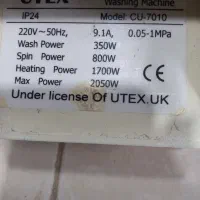 UTEX Washing Machine
IP24 Model: CU-7010
220V~50Hz, 9.1A, 0.05-1MPa
Wash Power 350W
Spin Power 800W
Heating Power 1700W
Max Power 2050W
CE
Under license Of UTEX.UK